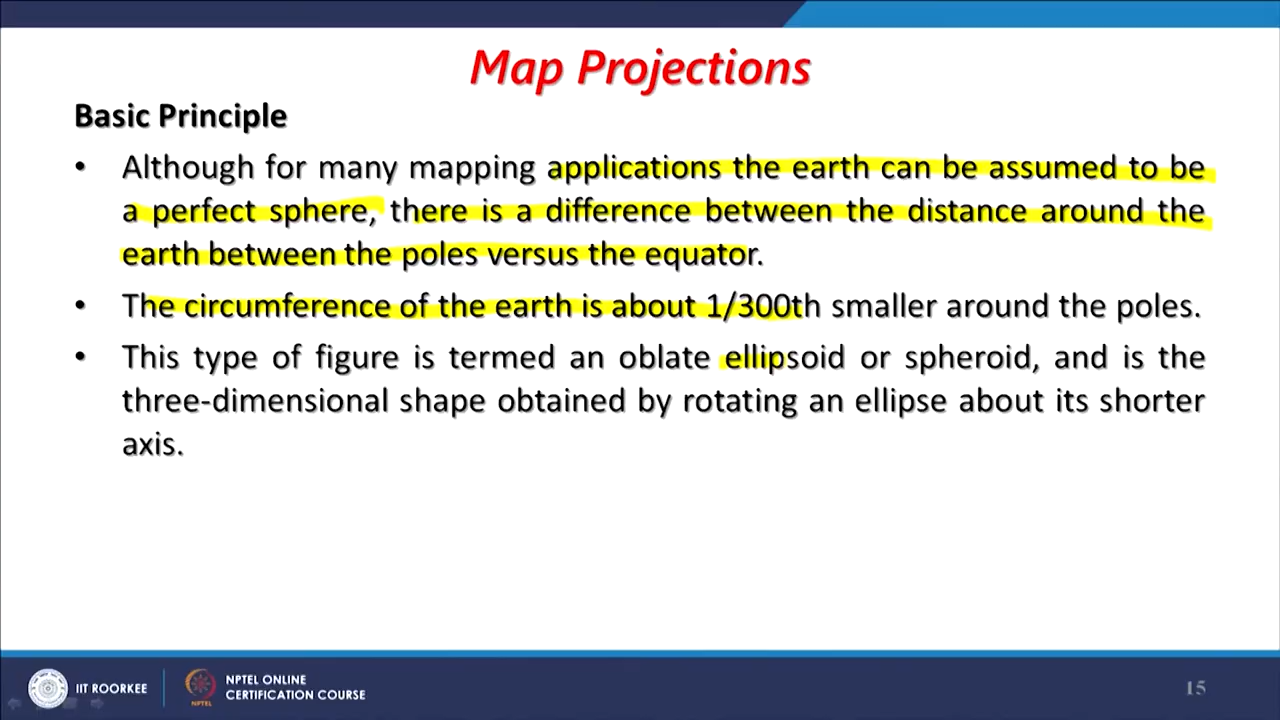 Map Projections
Basic Principle
• Although for many mapping applications the earth can be assumed to be
a perfect sphere, there is a difference between the distance around the
earth between the poles versus the equator.
• The circumference of the earth is about 1/300th smaller around the poles.
• This type of figure is termed an oblate ellipsoid or spheroid, and is the
three-dimensional shape obtained by rotating an ellipse about its shorter
axis.
IIT ROORKEE
NPTEL
NPTEL ONLINE
CERTIFICATION COURSE
15